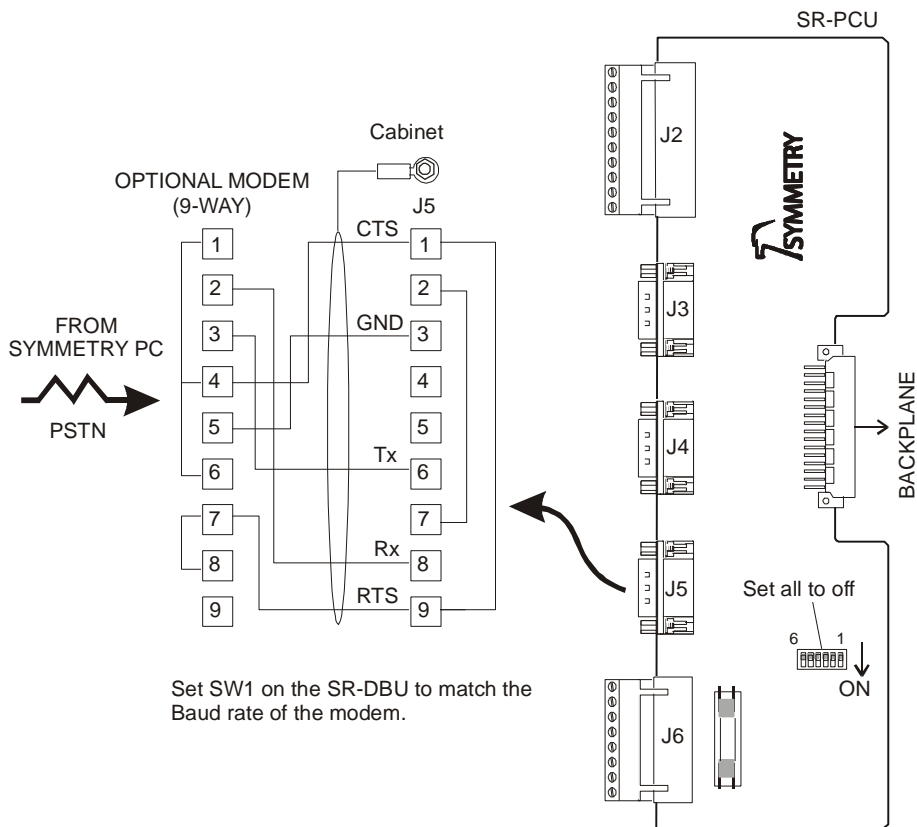 SR-PCU
J2
Cabinet
OPTIONAL MODEM
(9-WAY)
J5
CTS
1
1
2
2
GND
3
3
FROM
SYMMETRY PC
PSTN
4
4
5
5
Tx
6
6
7
7
Rx
8
8
RTS
9
9
SYMMETRY
J3
J4
BACKPLANE
J5
Set all to off
6 1
ON
J6
Set SW1 on the SR-DBU to match the
Baud rate of the modem.